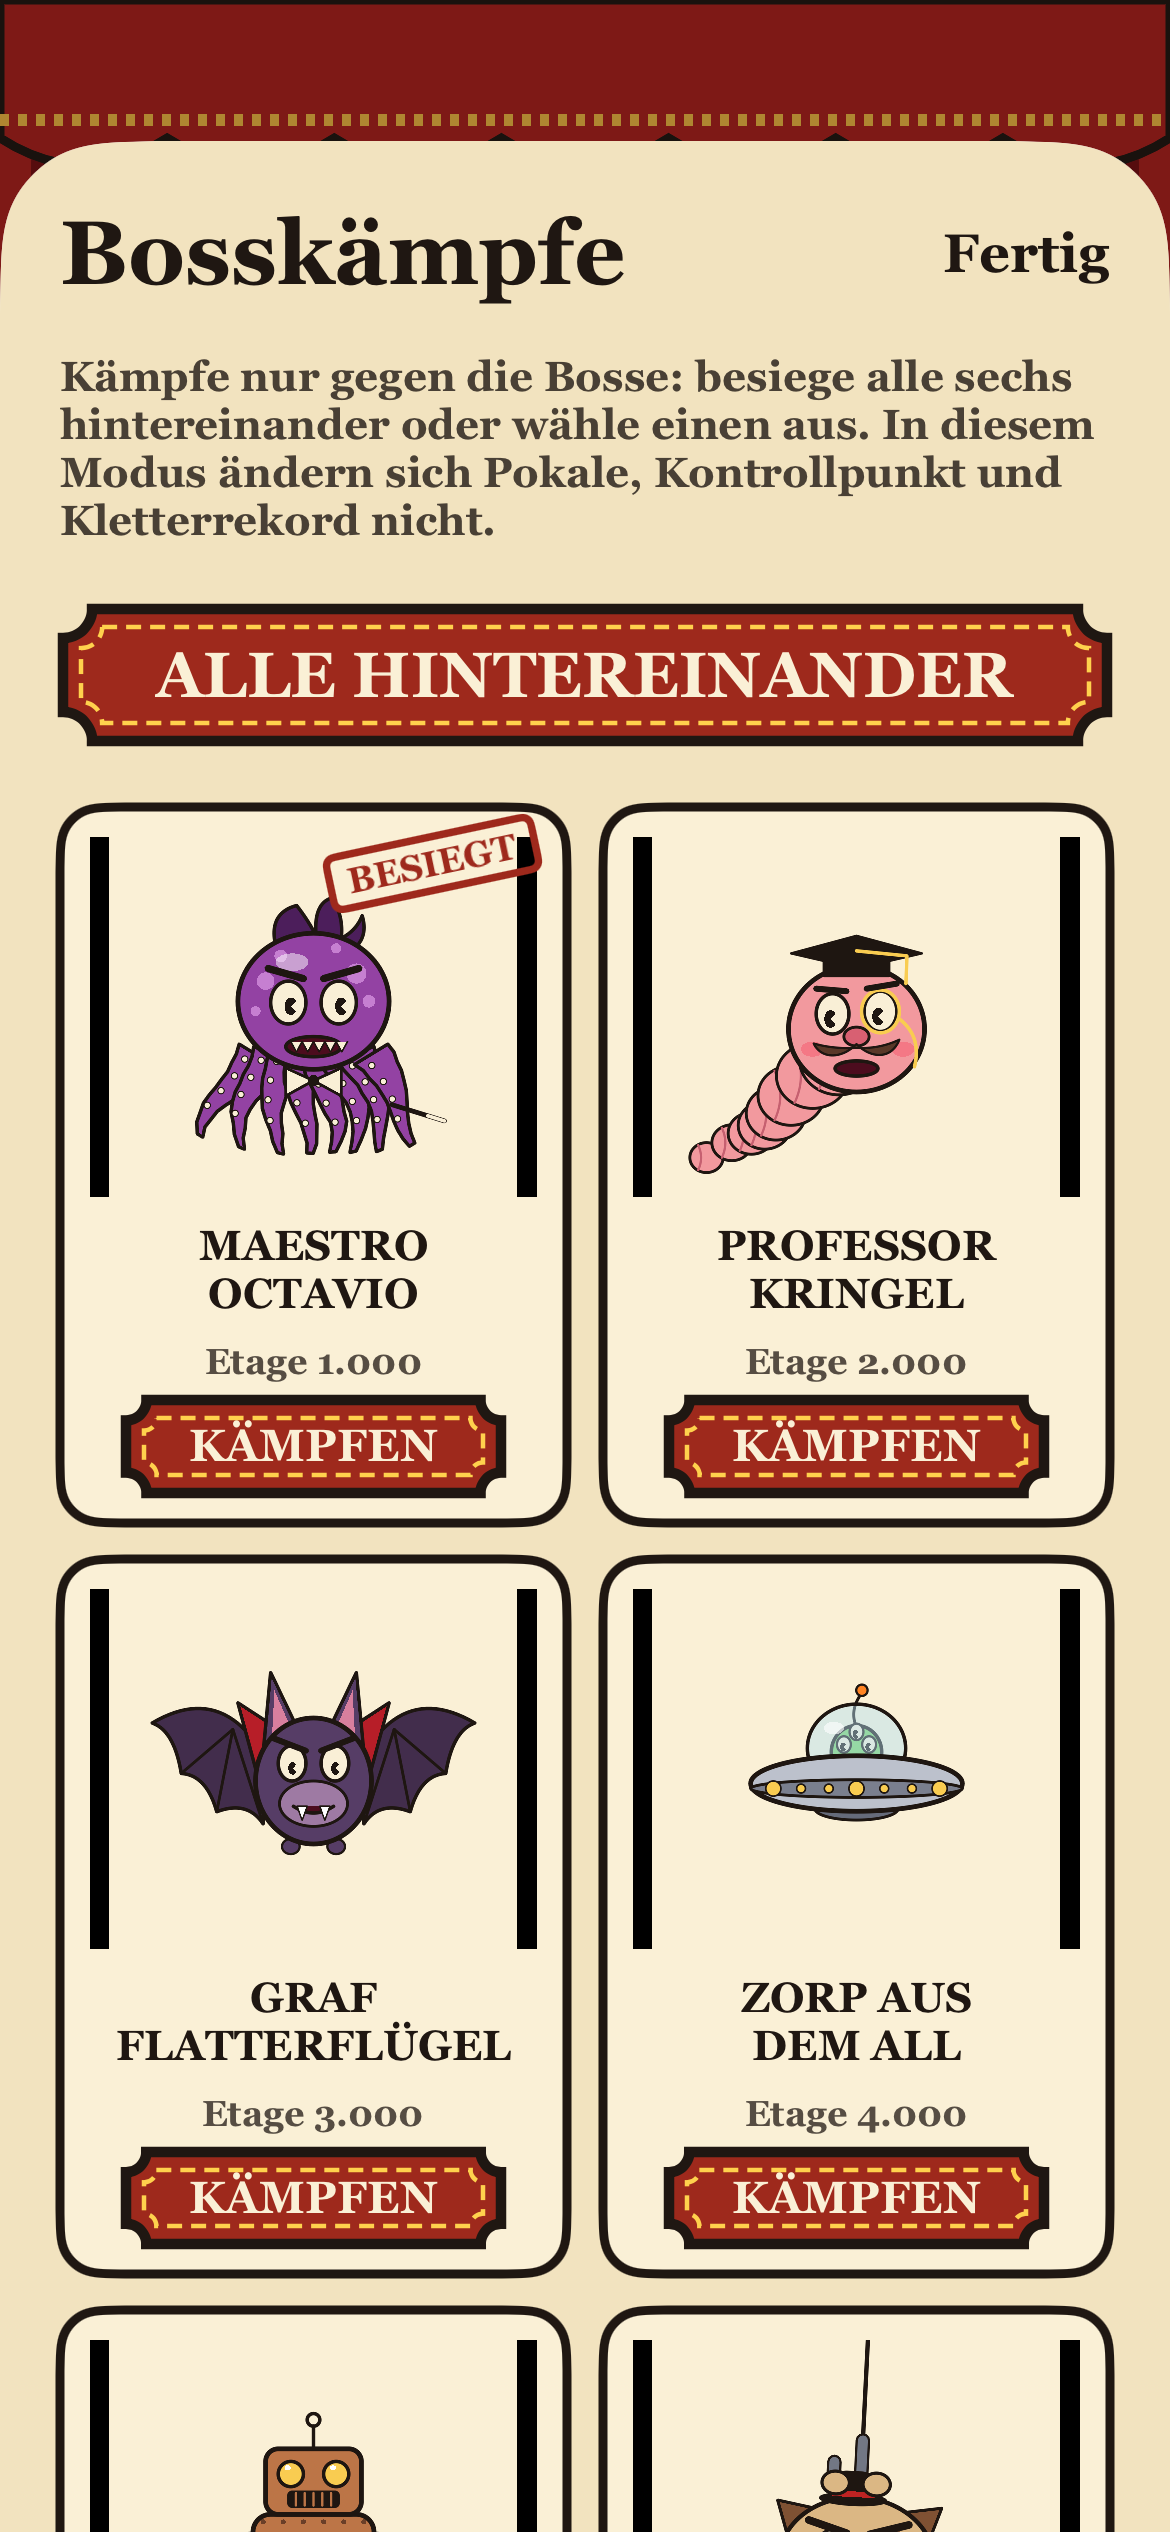 Bosskämpfe
Fertig
Kämpfe nur gegen die Bosse: besiege alle sechs
hintereinander oder wähle einen aus. In diesem
Modus ändern sich Pokale, Kontrollpunkt und
Kletterrekord nicht.
ALLE HINTEREINANDER
BESIEGT
MAESTRO
OCTAVIO
Etage 1.000
KÄMPFEN
PROFESSOR
KRINGEL
Etage 2.000
KÄMPFEN
GRAF
FLATTERFLÜGEL
Etage 3.000
KÄMPFEN
ZORP AUS
DEM ALL
Etage 4.000
KÄMPFEN